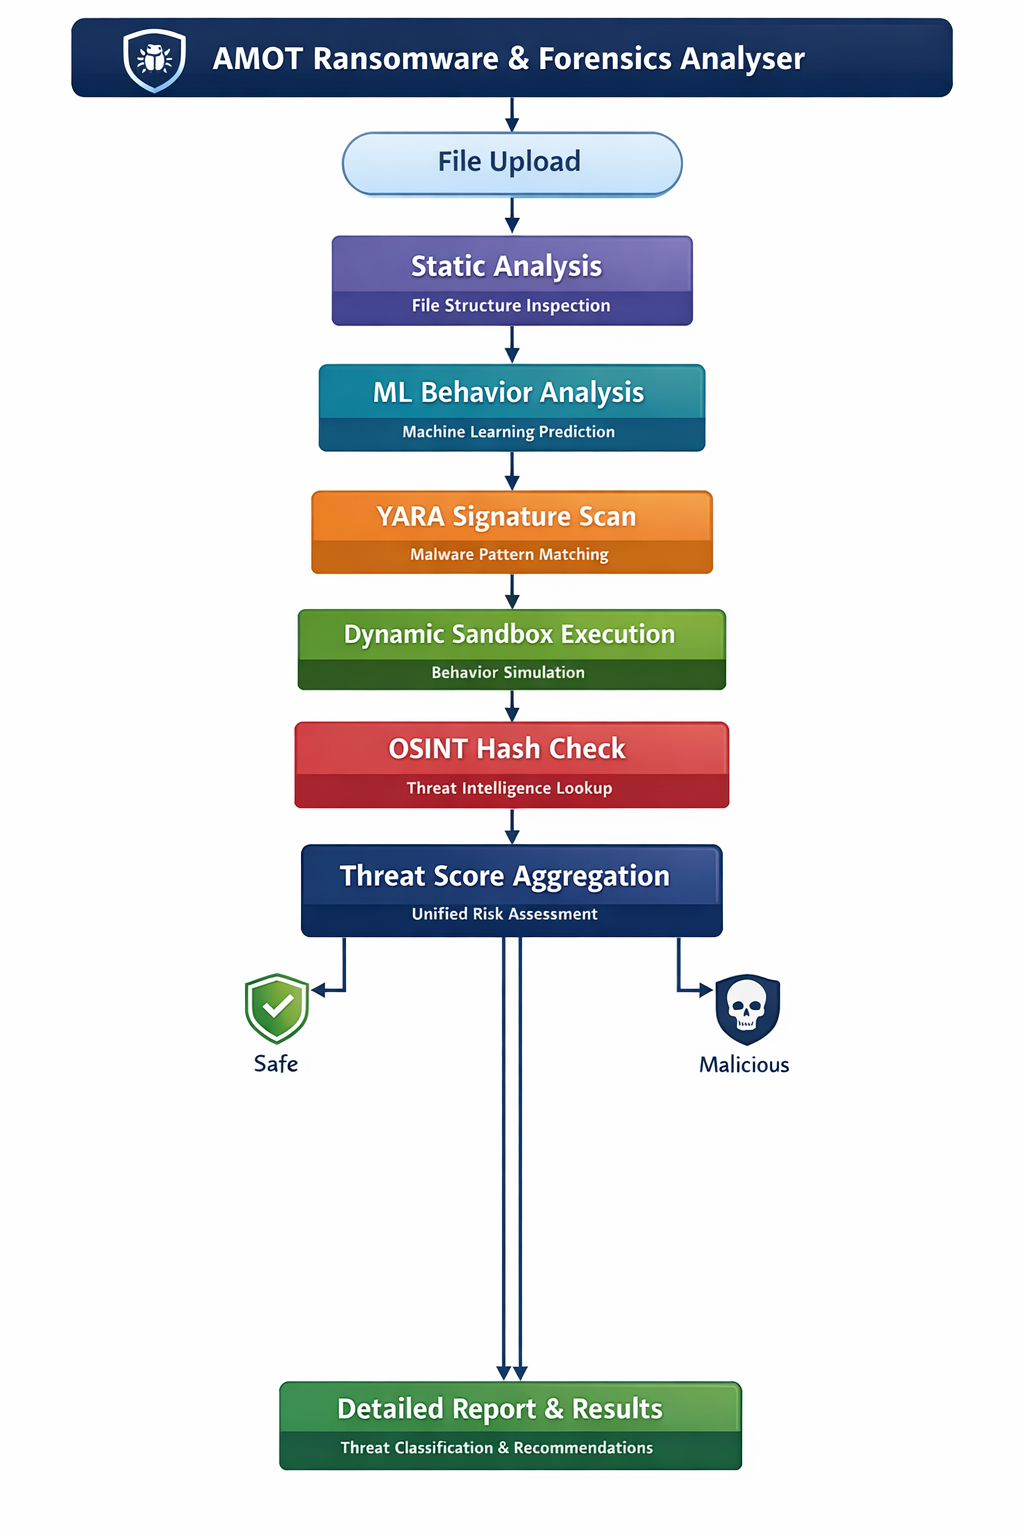 AMOT Ransomware & Forensics Analyser
File Upload
Static Analysis
File Structure Inspection
ML Behavior Analysis
Machine Learning Prediction
YARA Signature Scan
Malware Pattern Matching
Dynamic Sandbox Execution
Behavior Simulation
OSINT Hash Check
Threat Intelligence Lookup
Threat Score Aggregation
Unified Risk Assessment
Safe
Malicious
Detailed Report & Results
Threat Classification & Recommendations